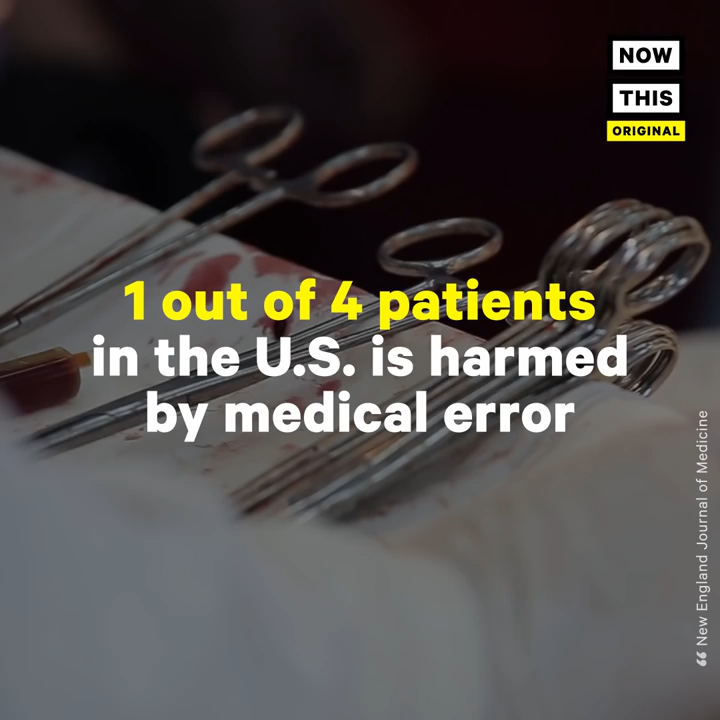 NOW
THIS
ORIGINAL
1 out of 4 patients
in the U.S. is harmed
by medical error
“ New England Journal of Medicine